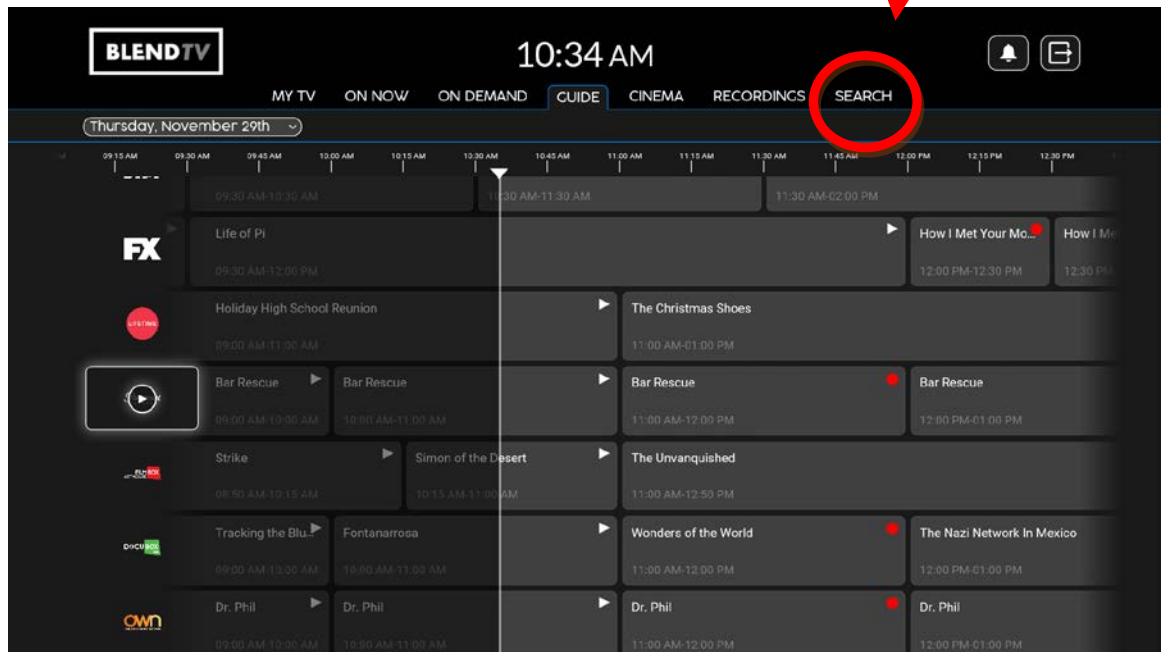 BLENDTV
10:34 AM
MY TV ON NOW ON DEMAND GUIDE CINEMA RECORDINGS SEARCH
Thursday, November 29th
09:15 AM 09:30 AM 09:45 AM 10:00 AM 10:15 AM 10:30 AM 10:45 AM 11:00 AM 11:15 AM 11:30 AM 11:45 AM 12:00 PM 12:15 PM 12:30 PM
09:30 AM-10:30 AM 10:30 AM-11:30 AM 11:30 AM-02:00 PM
FX Life of Pi How I Met Your Mo... How I Me
09:30 AM-12:00 PM 12:00 PM-12:30 PM 12:30 PM
LIFETIME Holiday High School Reunion The Christmas Shoes
09:00 AM-11:00 AM 11:00 AM-01:00 PM
Bar Rescue Bar Rescue Bar Rescue Bar Rescue
09:00 AM-10:00 AM 10:00 AM-11:00 AM 11:00 AM-12:00 PM 12:00 PM-01:00 PM
Strike Simon of the Desert The Unvanquished
08:50 AM-10:15 AM 10:15 AM-11:00 AM 11:00 AM-12:50 PM
DOCUBOX Tracking the Blu... Fontanarrosa Wonders of the World The Nazi Network In Mexico
09:00 AM-10:00 AM 10:00 AM-11:00 AM 11:00 AM-12:00 PM 12:00 PM-01:00 PM
own Dr. Phil Dr. Phil Dr. Phil Dr. Phil
09:00 AM-10:00 AM 10:00 AM-11:00 AM 11:00 AM-12:00 PM 12:00 PM-01:00 PM